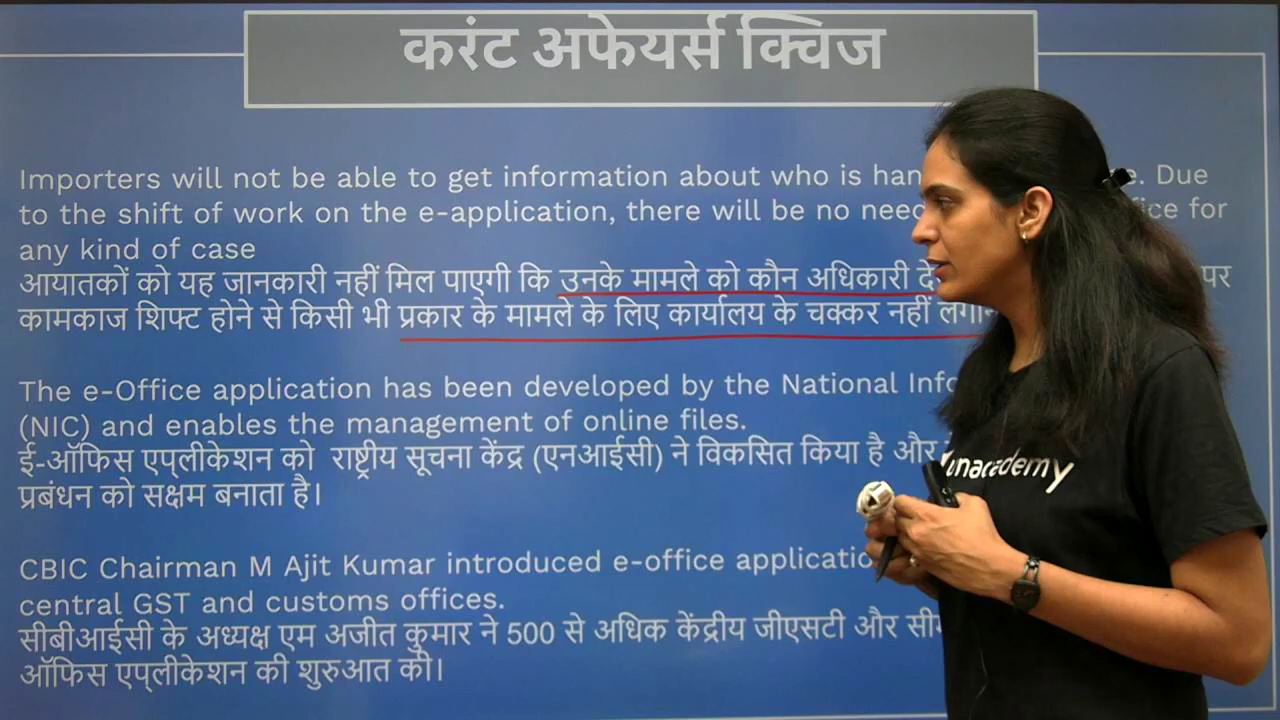 करंट अफेयर्स क्विज
Importers will not be able to get information about who is han e. Due
to the shift of work on the e-application, there will be no need ice for
any kind of case
आयातकों को यह जानकारी नहीं मिल पाएगी कि उनके मामले को कौन अधिकारी दे पर
कामकाज शिफ्ट होने से किसी भी प्रकार के मामले के लिए कार्यालय के चक्कर नहीं लगान
The e-Office application has been developed by the National Info
(NIC) and enables the management of online files.
ई-ऑफिस एप्लीकेशन को राष्ट्रीय सूचना केंद्र (एनआईसी) ने विकसित किया है और
प्रबंधन को सक्षम बनाता है।
unacademy
CBIC Chairman M Ajit Kumar introduced e-office applicatio
central GST and customs offices.
सीबीआईसी के अध्यक्ष एम अजीत कुमार ने 500 से अधिक केंद्रीय जीएसटी और सी
ऑफिस एप्लीकेशन की शुरुआत की।